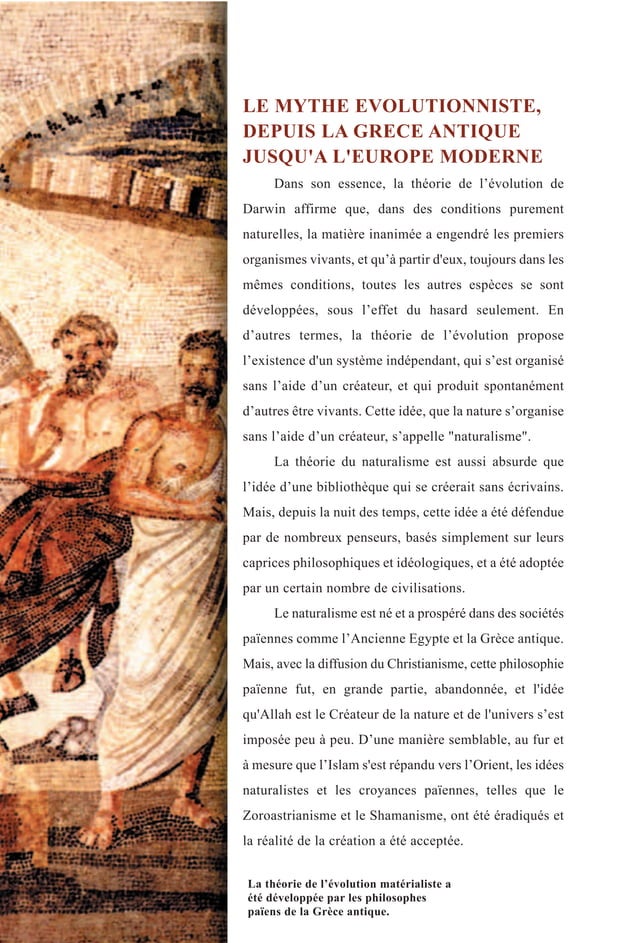 LE MYTHE EVOLUTIONNISTE,
DEPUIS LA GRECE ANTIQUE
JUSQU'A L'EUROPE MODERNE
Dans son essence, la théorie de l’évolution de
Darwin affirme que, dans des conditions purement
naturelles, la matière inanimée a engendré les premiers
organismes vivants, et qu’à partir d'eux, toujours dans les
mêmes conditions, toutes les autres espèces se sont
développées, sous l’effet du hasard seulement. En
d’autres termes, la théorie de l’évolution propose
l’existence d'un système indépendant, qui s’est organisé
sans l’aide d’un créateur, et qui produit spontanément
d’autres être vivants. Cette idée, que la nature s’organise
sans l’aide d’un créateur, s’appelle "naturalisme".
La théorie du naturalisme est aussi absurde que
l’idée d’une bibliothèque qui se créerait sans écrivains.
Mais, depuis la nuit des temps, cette idée a été défendue
par de nombreux penseurs, basés simplement sur leurs
caprices philosophiques et idéologiques, et a été adoptée
par un certain nombre de civilisations.
Le naturalisme est né et a prospéré dans des sociétés
païennes comme l’Ancienne Egypte et la Grèce antique.
Mais, avec la diffusion du Christianisme, cette philosophie
païenne fut, en grande partie, abandonnée, et l'idée
qu'Allah est le Créateur de la nature et de l'univers s’est
imposée peu à peu. D’une manière semblable, au fur et
à mesure que l’Islam s'est répandu vers l’Orient, les idées
naturalistes et les croyances païennes, telles que le
Zoroastrianisme et le Shamanisme, ont été éradiqués et
la réalité de la création a été acceptée.
La théorie de l’évolution matérialiste a
été développée par les philosophes
païens de la Grèce antique.